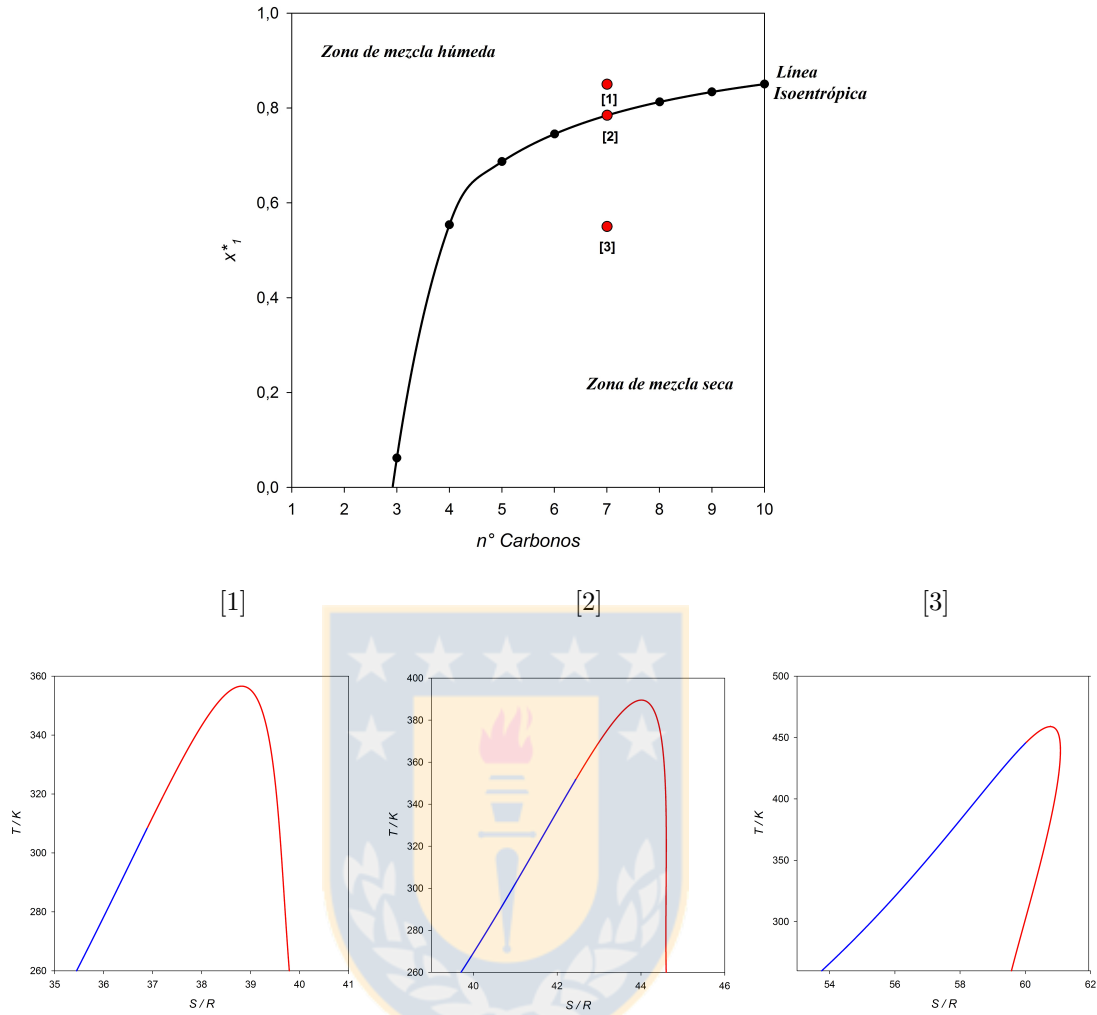 1,0
Zona de mezcla húmeda
Línea
Isoentrópica
[1]
0,8
[2]
0,6
[3]
x*1
0,4
Zona de mezcla seca
0,2
0,0
1 2 3 4 5 6 7 8 9 10
n° Carbonos
[1] [2] [3]
360
340
320
T / K
300
280
260
35 36 37 38 39 40 41
S / R
400
380
360
340
T / K
320
300
280
260
40 42 44 46
S / R
500
450
400
T / K
350
300
54 56 58 60 62
S / R